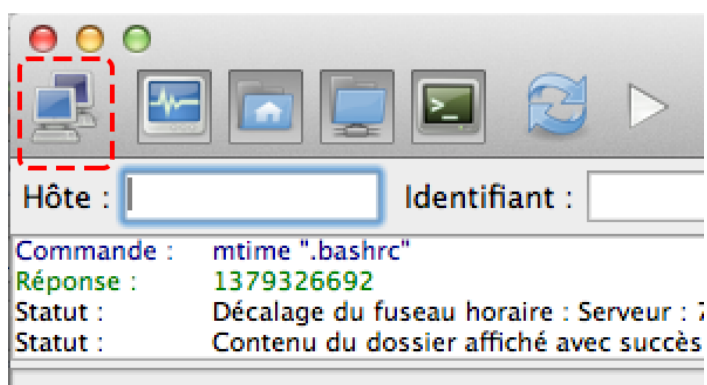 Hôte : Identifiant :
Commande : mtime ".bashrc"
Réponse : 1379326692
Statut : Décalage du fuseau horaire : Serveur :
Statut : Contenu du dossier affiché avec succès